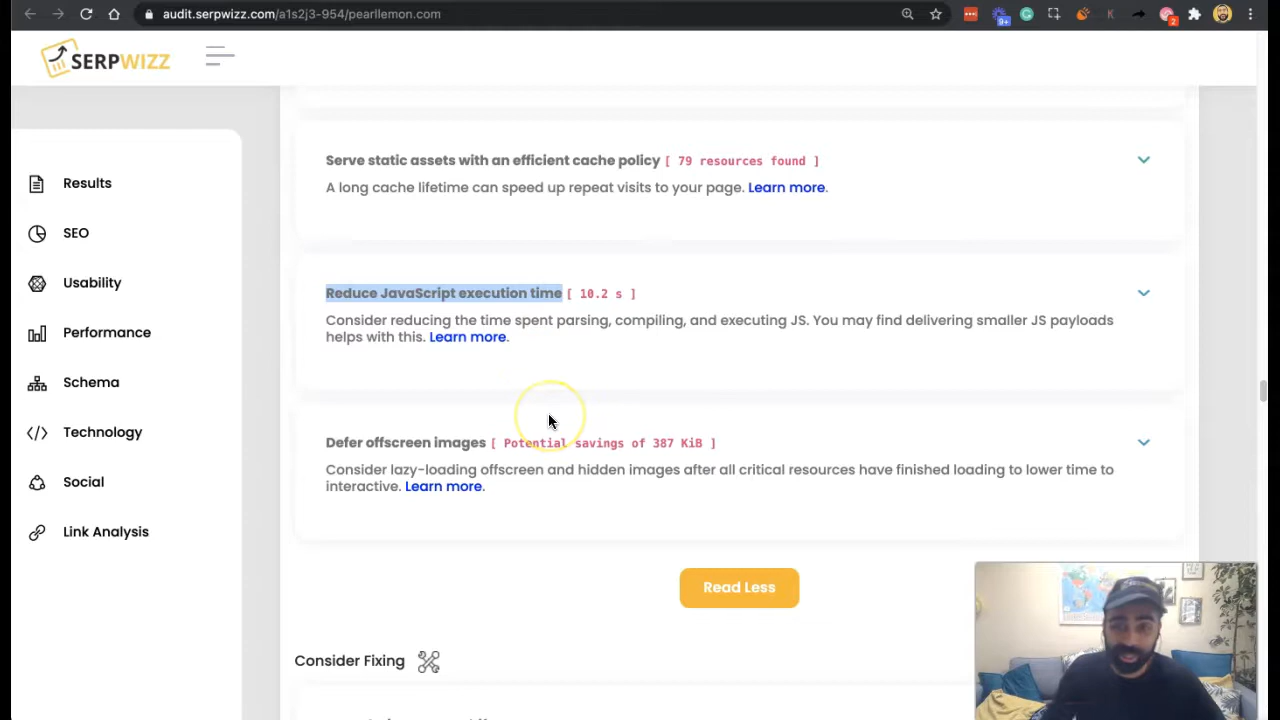 audit.serpwizz.com/a1s2j3-954/pearllemon.com
9+
K
2
SERPWIZZ
Results
SEO
Usability
Performance
Schema
Technology
Social
Link Analysis
Serve static assets with an efficient cache policy [ 79 resources found ]
A long cache lifetime can speed up repeat visits to your page. Learn more.
Reduce JavaScript execution time [ 10.2 s ]
Consider reducing the time spent parsing, compiling, and executing JS. You may find delivering smaller JS payloads
helps with this. Learn more.
Defer offscreen images [ Potential savings of 387 KiB ]
Consider lazy-loading offscreen and hidden images after all critical resources have finished loading to lower time to
interactive. Learn more.
Read Less
Consider Fixing